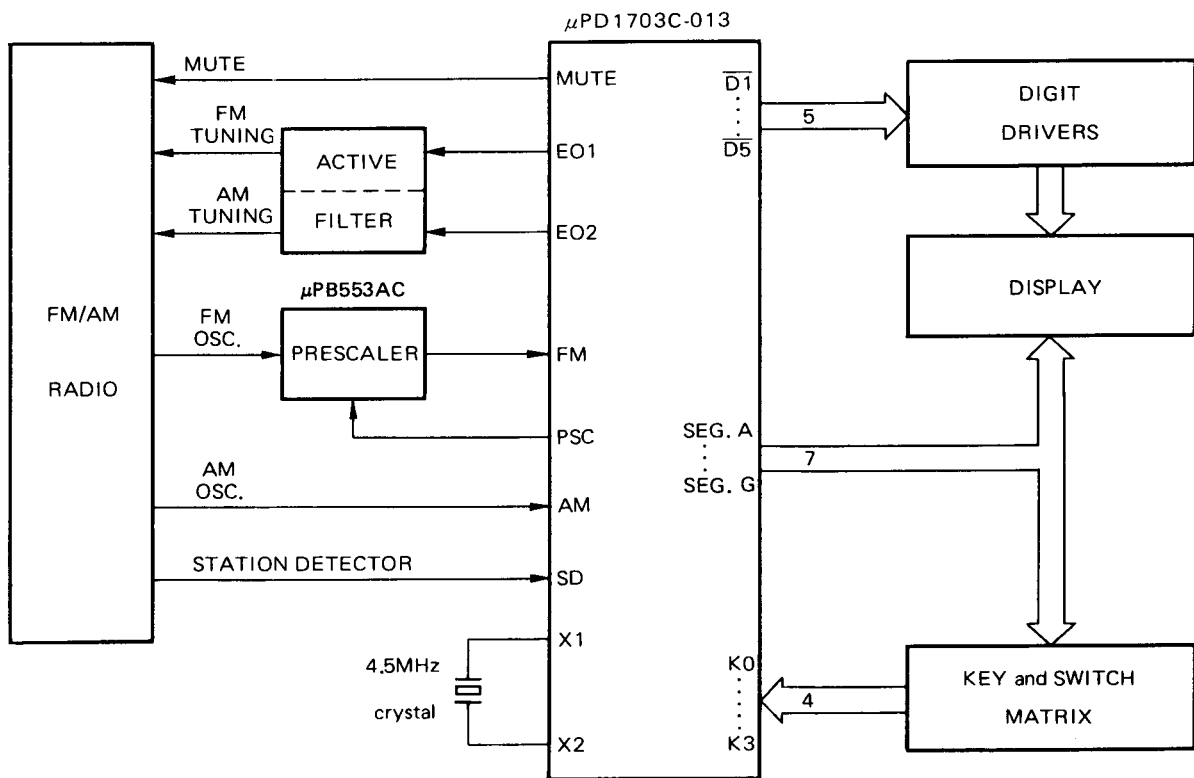 μPD1703C-013
MUTE
FM
TUNING
AM
TUNING
ACTIVE
FILTER
μPB553AC
FM/AM
RADIO
FM
OSC.
PRESCALER
AM
OSC.
STATION DETECTOR
4.5MHz
crystal
MUTE
EO1
EO2
FM
PSC
AM
SD
X1
X2
D1
D5
5
SEG. A
SEG. G
7
K0
K3
4
DIGIT
DRIVERS
DISPLAY
KEY and SWITCH
MATRIX